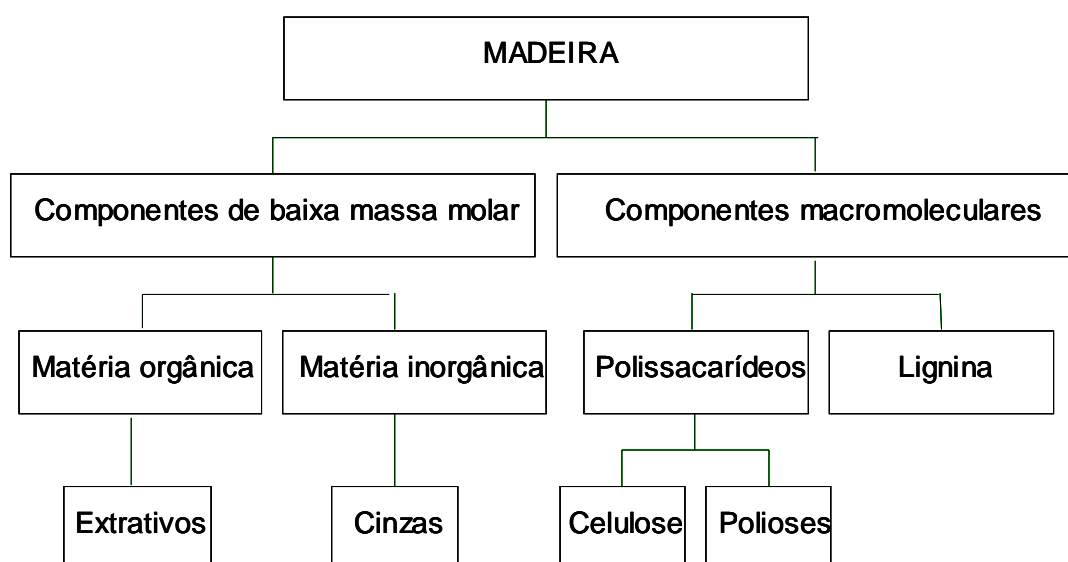 MADEIRA
Componentes de baixa massa molar
Componentes macromoleculares
Matéria orgânica
Matéria inorgânica
Polissacarídeos
Lignina
Extrativos
Cinzas
Celulose
Polioses